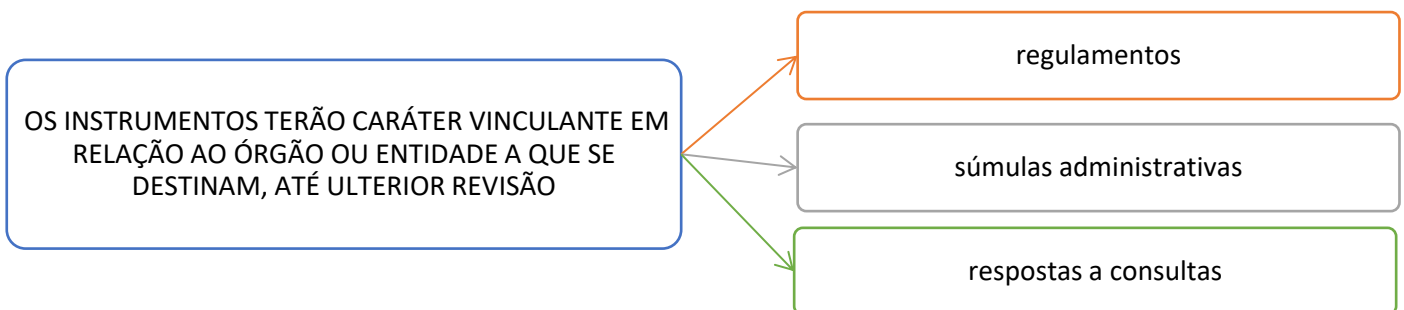 OS INSTRUMENTOS TERÃO CARÁTER VINCULANTE EM
RELAÇÃO AO ÓRGÃO OU ENTIDADE A QUE SE
DESTINAM, ATÉ ULTERIOR REVISÃO
regulamentos
súmulas administrativas
respostas a consultas